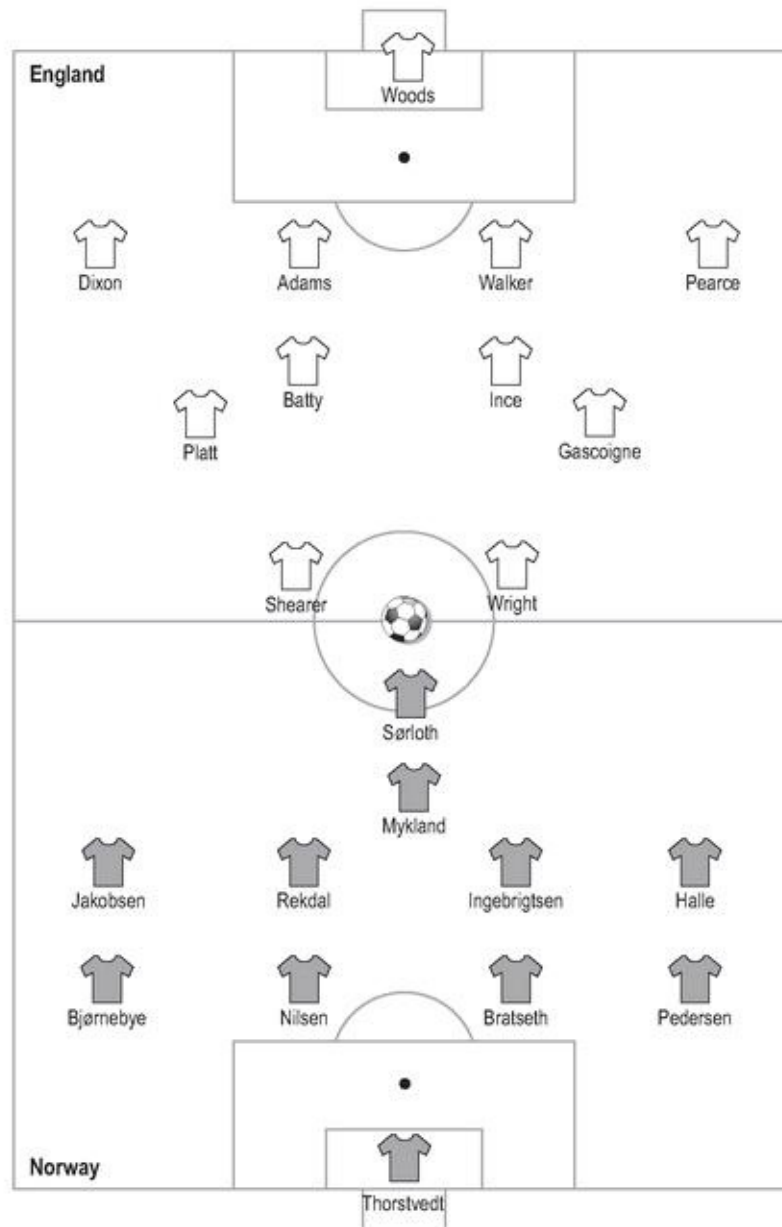 England
Woods
Dixon Adams Walker Pearce
Batty Ince
Platt Gascoigne
Shearer Wright
Sørloth
Mykland
Jakobsen Rekdal Ingebrigtsen Halle
Bjørnebye Nilsen Bratseth Pedersen
Norway
Thorstvedt